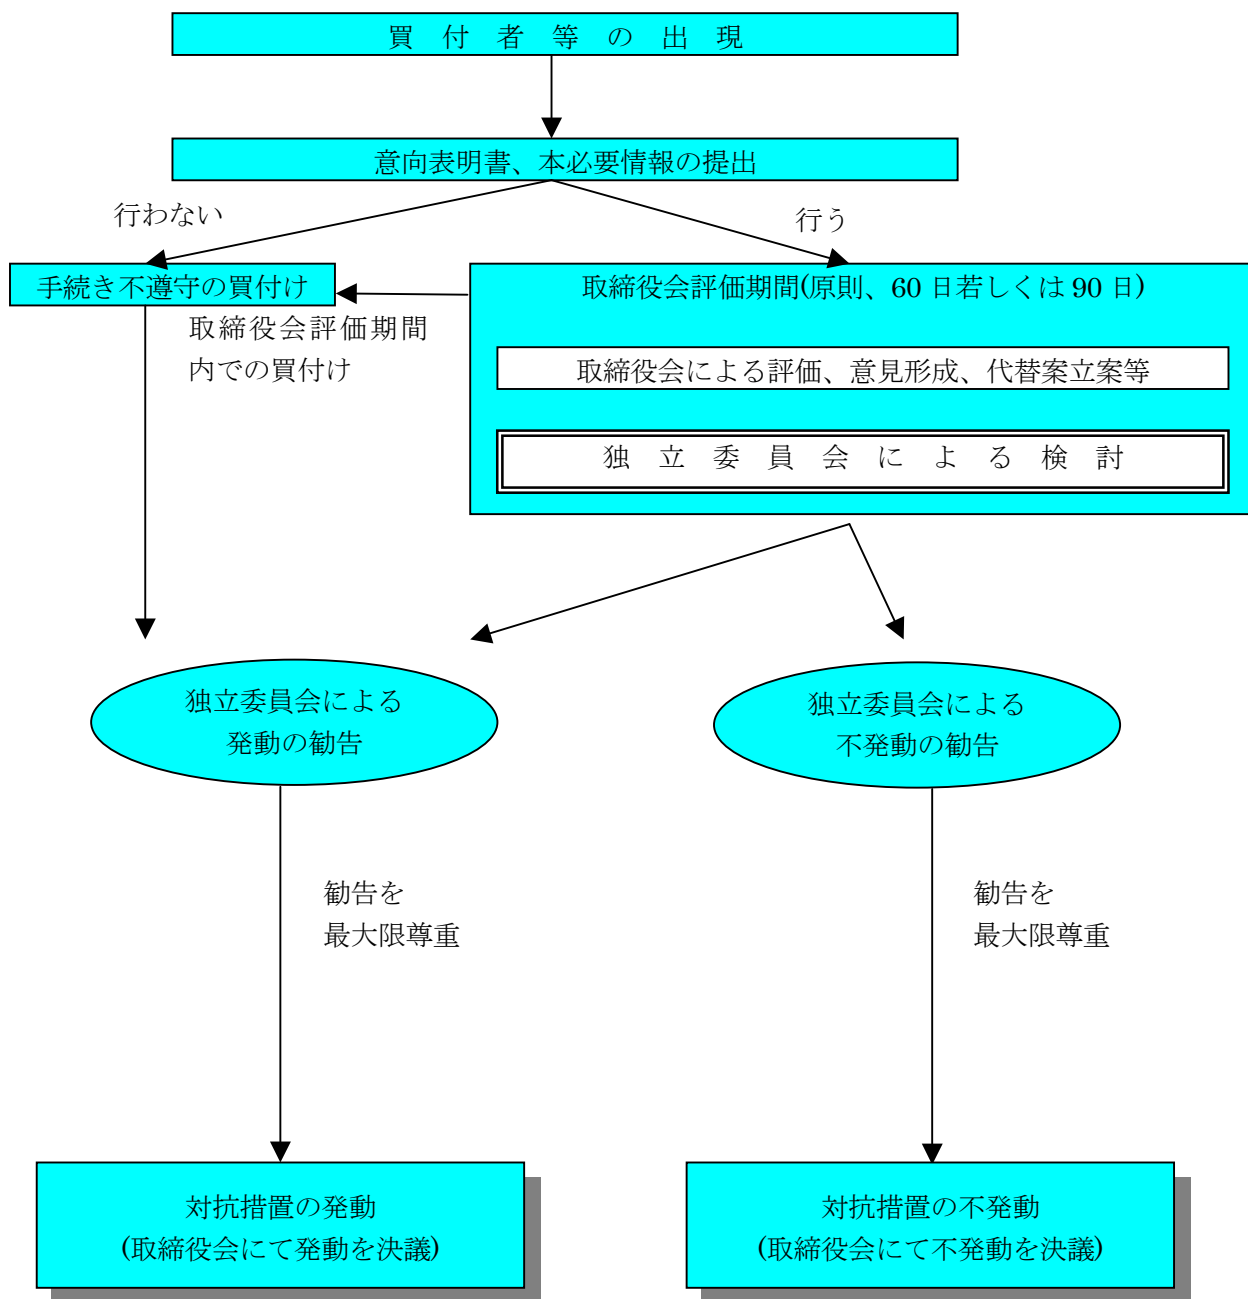 買付者等の出現
意向表明書、本必要情報の提出
行わない
行う
手続き不遵守の買付け
取締役会評価期間(原則、60日若しくは90日)
取締役会評価期間
内での買付け
取締役会による評価、意見形成、代替案立案等
独立委員会による検討
独立委員会による
発動の勧告
独立委員会による
不発動の勧告
勧告を
最大限尊重
勧告を
最大限尊重
対抗措置の発動
(取締役会にて発動を決議)
対抗措置の不発動
(取締役会にて不発動を決議)